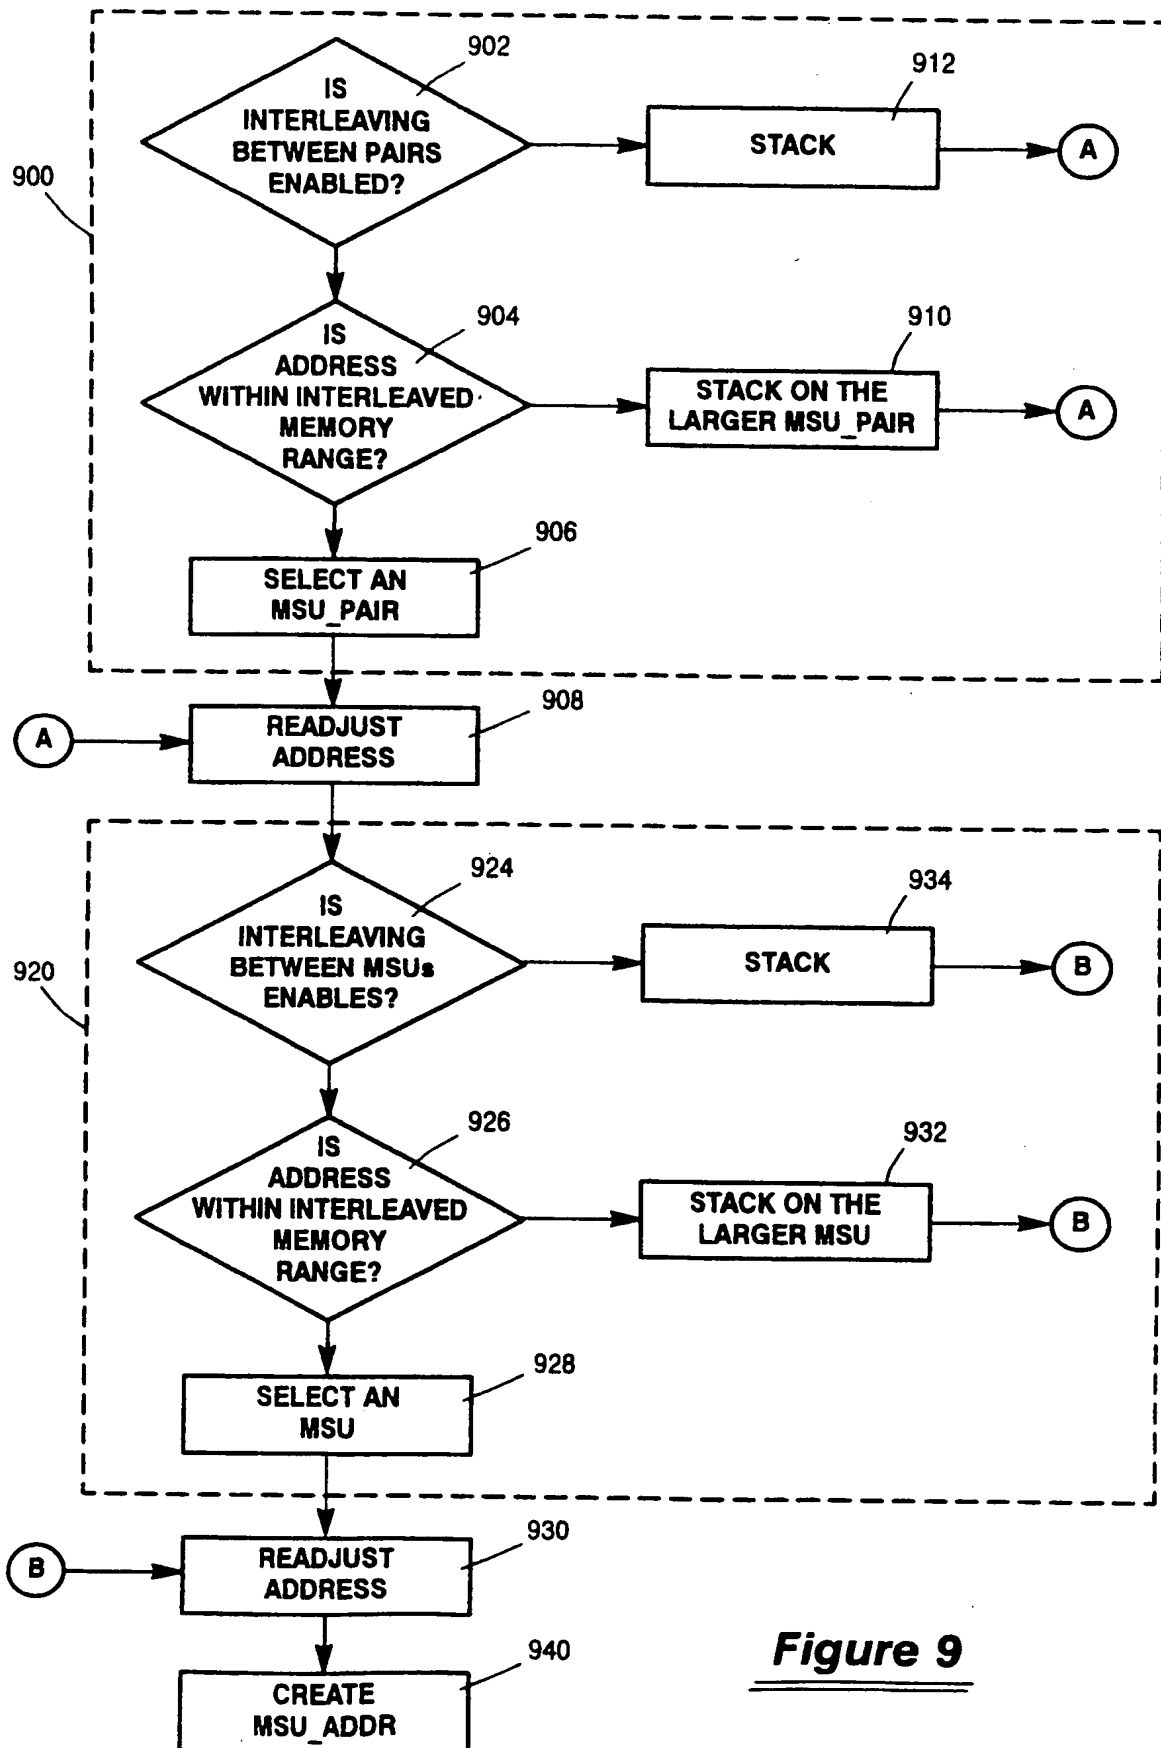 902
IS
INTERLEAVING
BETWEEN PAIRS
ENABLED?
912
STACK
A
900
904
IS
ADDRESS
WITHIN INTERLEAVED
MEMORY
RANGE?
910
STACK ON THE
LARGER MSU_PAIR
A
906
SELECT AN
MSU_PAIR
908
A
READJUST
ADDRESS
924
IS
INTERLEAVING
BETWEEN MSUs
ENABLES?
934
STACK
B
920
926
IS
ADDRESS
WITHIN INTERLEAVED
MEMORY
RANGE?
932
STACK ON THE
LARGER MSU
B
928
SELECT AN
MSU
930
B
READJUST
ADDRESS
940
CREATE
MSU_ADDR
Figure 9